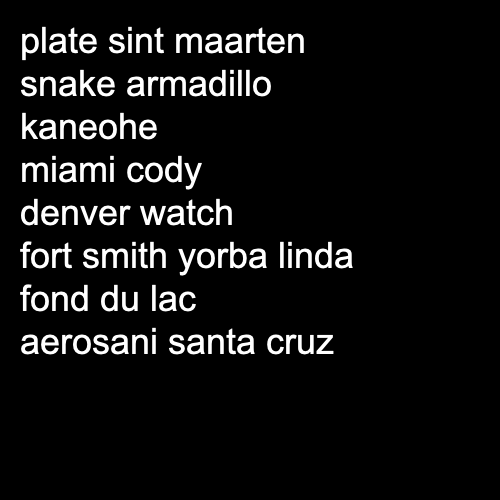 plate sint maarten
snake armadillo
kaneohe
miami cody
denver watch
fort smith yorba linda
fond du lac
aerosani santa cruz